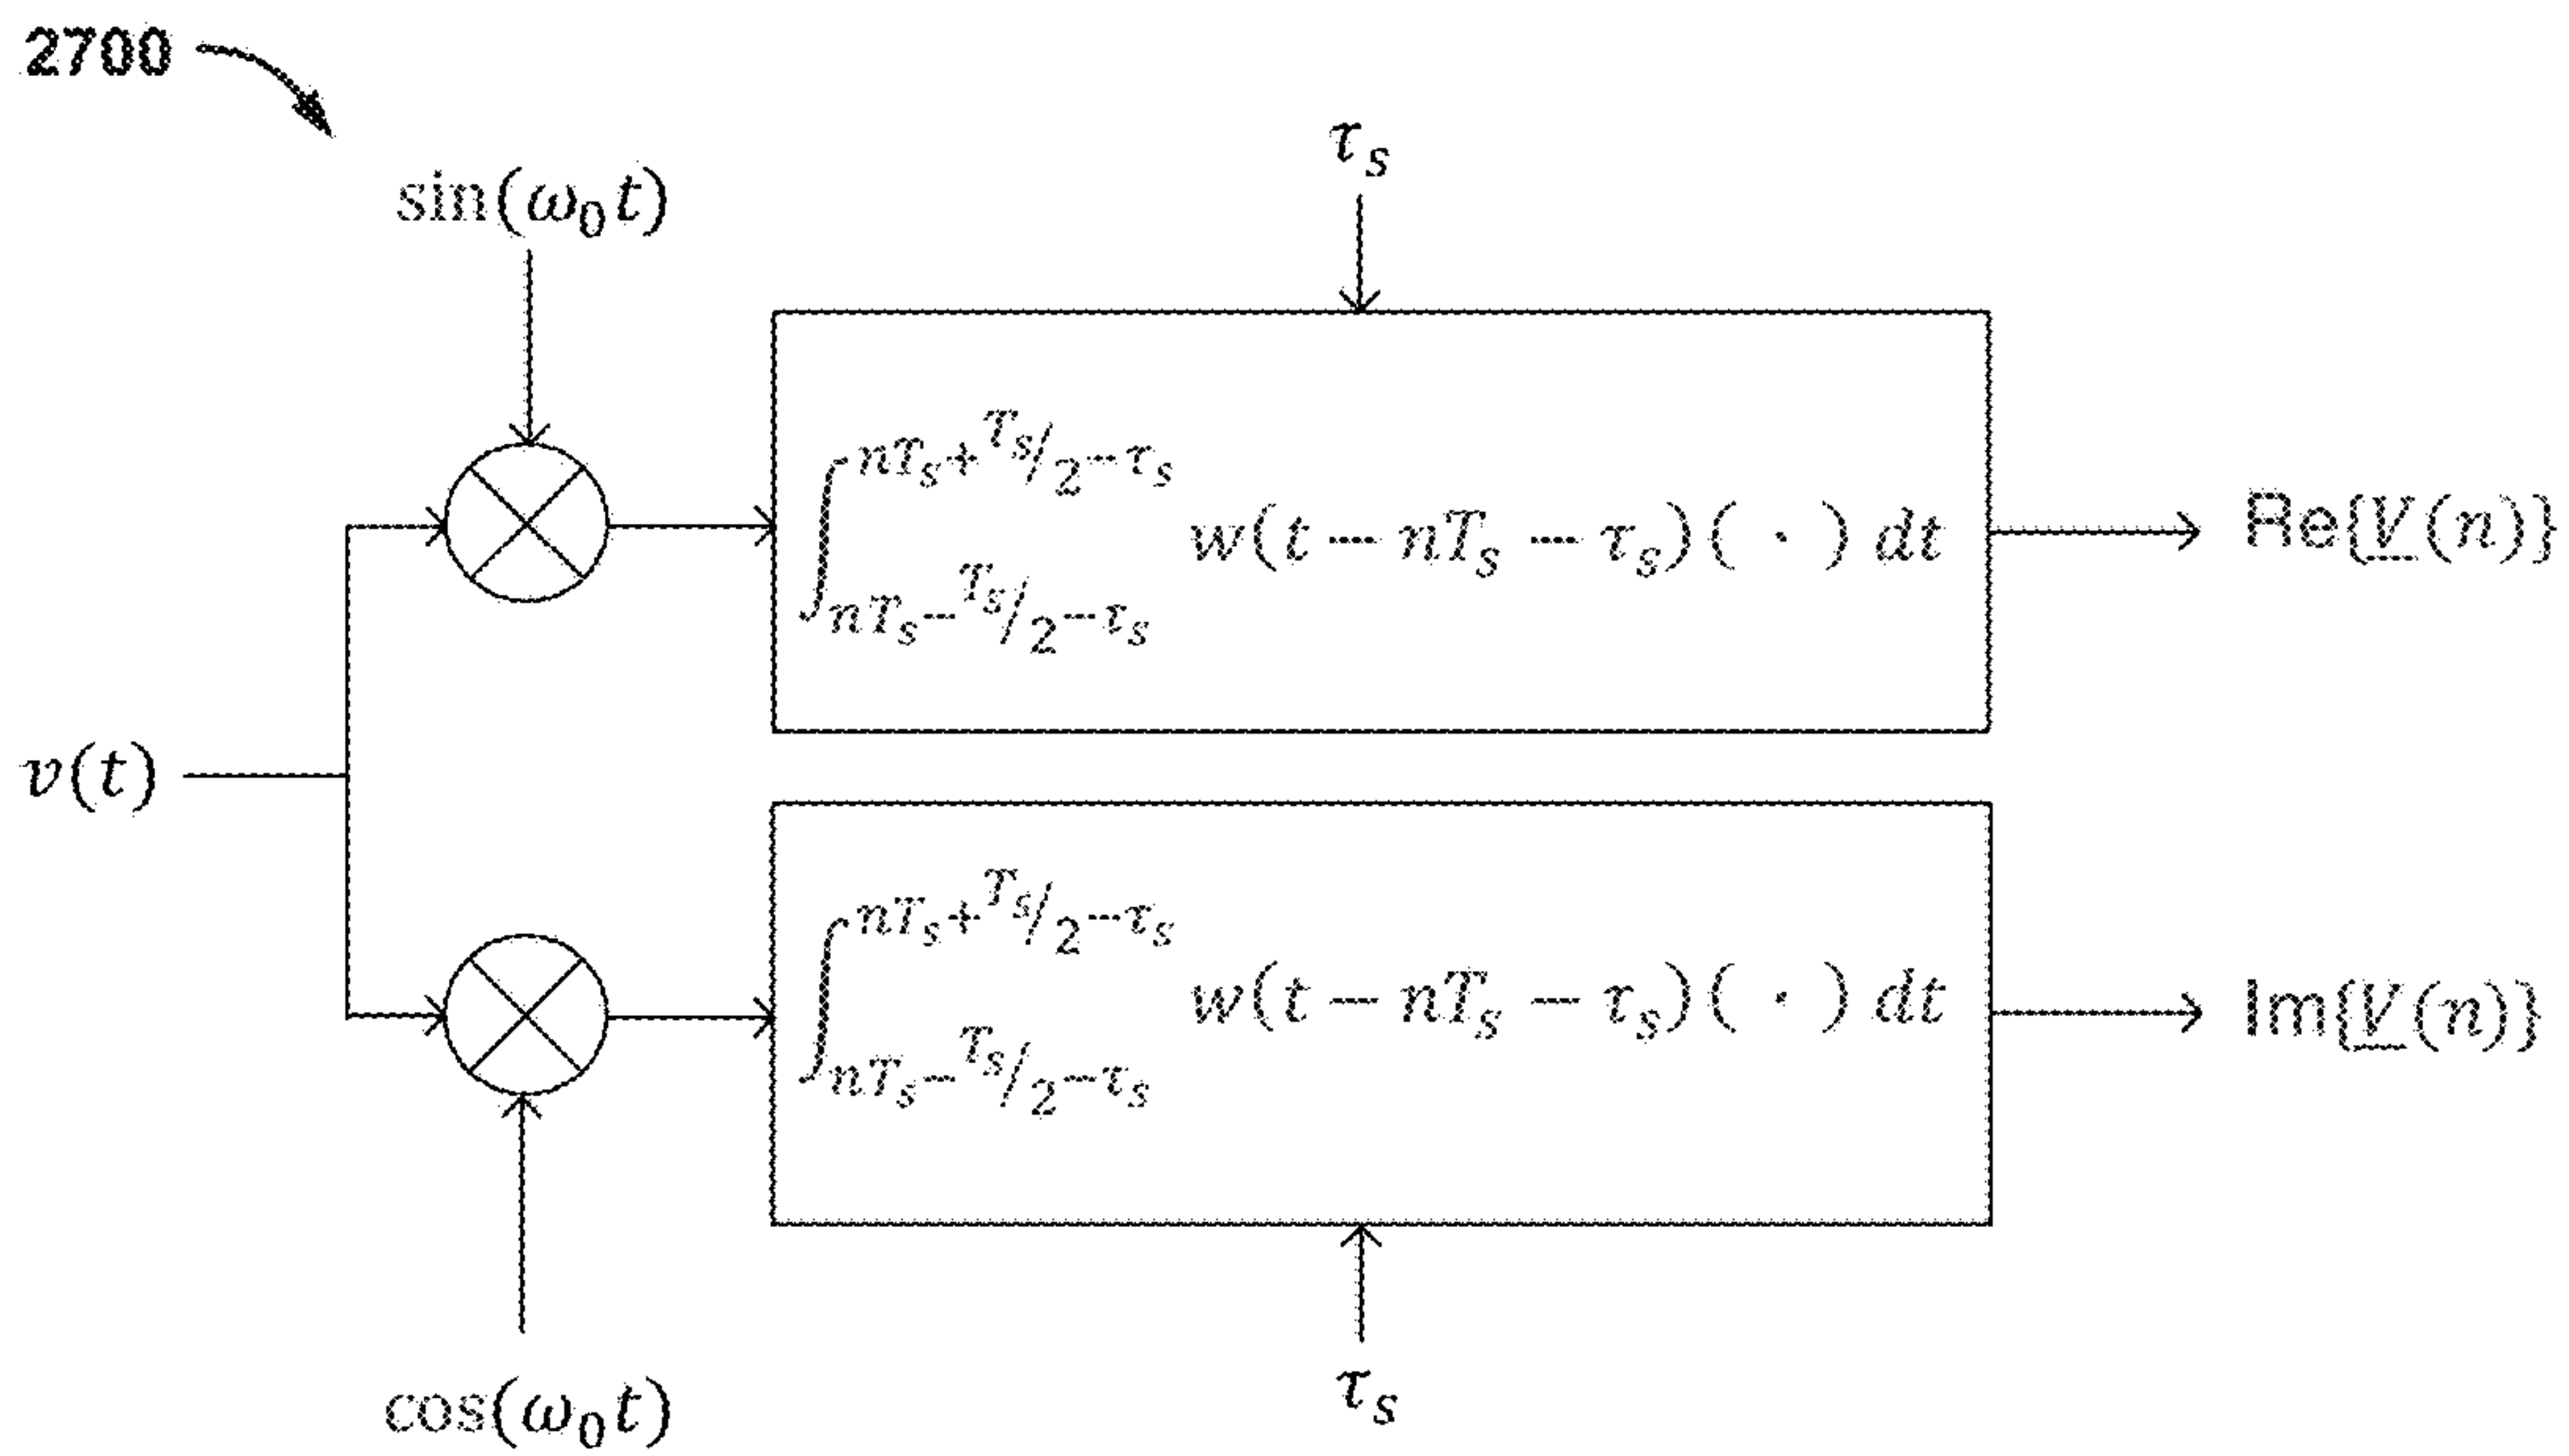 2700
sin(ω₀t)
τₛ
∫ₙTₛ₋Tₛ/2₋τₛ^nTₛ+Tₛ/2−τₛ w(t − nTₛ − τₛ)( · ) dt
Re{V(n)}
v(t)
∫ₙTₛ₋Tₛ/2₋τₛ^nTₛ+Tₛ/2−τₛ w(t − nTₛ − τₛ)( · ) dt
Im{V(n)}
cos(ω₀t)
τₛ